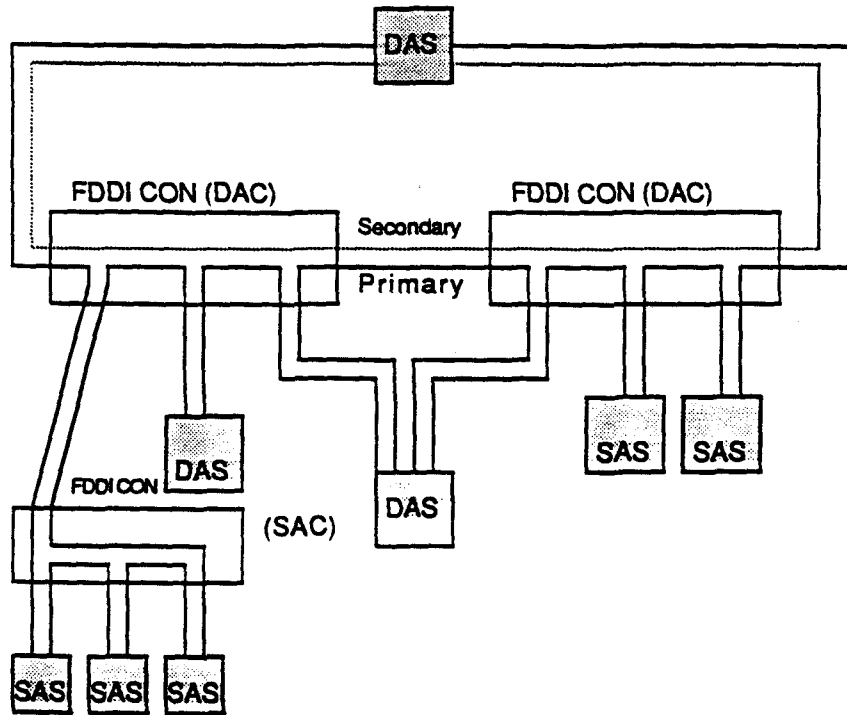 DAS
FDDI CON (DAC)
FDDI CON (DAC)
Secondary
Primary
SAS
SAS
DAS
FDDI CON
DAS
(SAC)
SAS
SAS
SAS